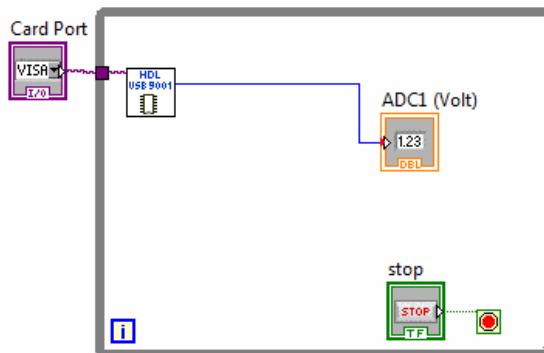 Card Port
VISA
I/O
HDL
USB 9001
ADC1 (Volt)
1.23
DBL
stop
STOP
TF
i